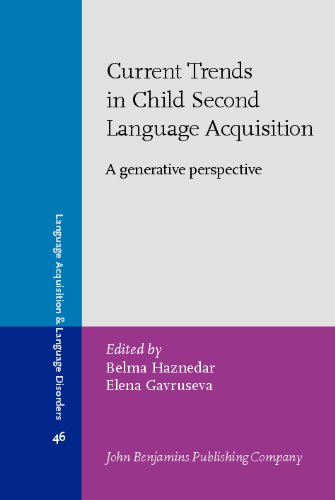 Current Trends
in Child Second
Language Acquisition
A generative perspective
Language Acquisition & Language Disorders
46
Edited by
Belma Haznedar
Elena Gavruseva
John Benjamins Publishing Company